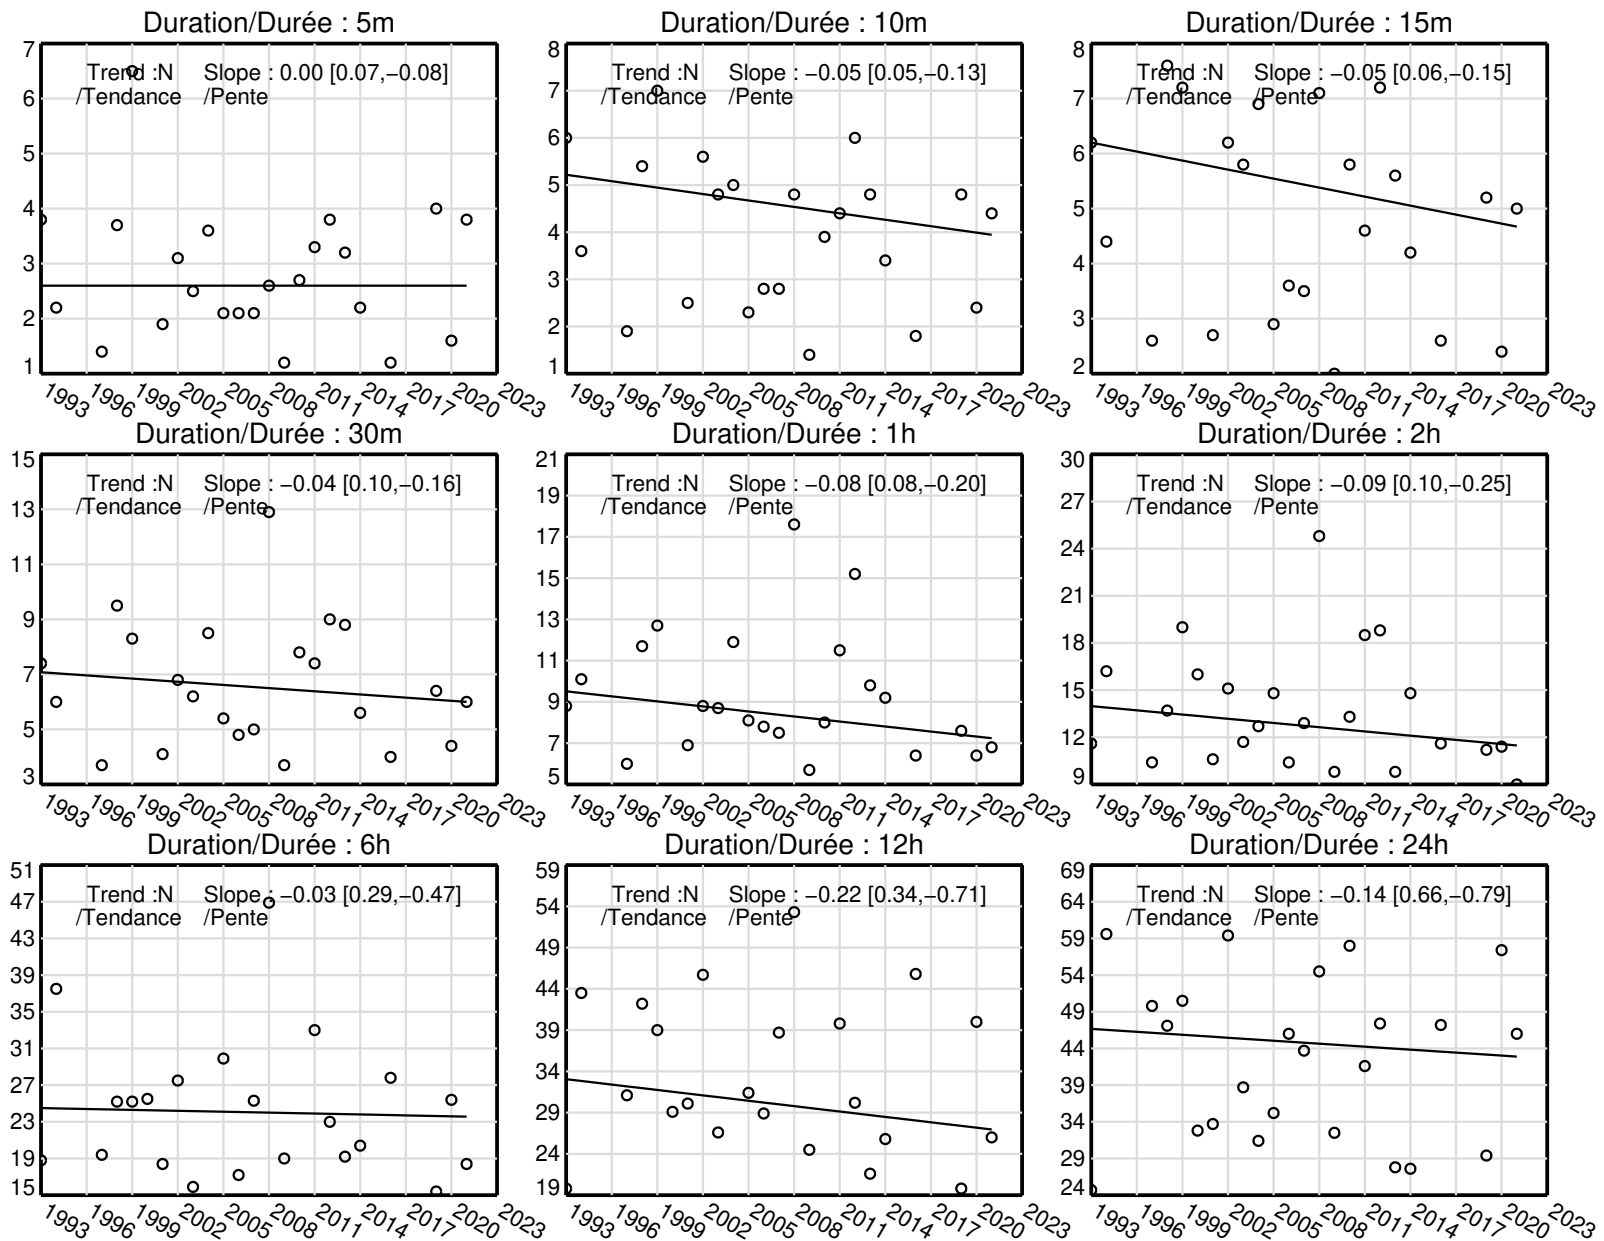 Duration/Durée : 5m
7
6
5
4
3
2
1
Trend :N Slope : 0.00 [0.07,−0.08]
/Tendance /Pente
1993 1996 1999 2002 2005 2008 2011 2014 2017 2020 2023
Duration/Durée : 10m
8
7
6
5
4
3
2
1
Trend :N Slope : −0.05 [0.05,−0.13]
/Tendance /Pente
1993 1996 1999 2002 2005 2008 2011 2014 2017 2020 2023
Duration/Durée : 15m
8
7
6
5
4
3
2
Trend :N Slope : −0.05 [0.06,−0.15]
/Tendance /Pente
1993 1996 1999 2002 2005 2008 2011 2014 2017 2020 2023
Duration/Durée : 30m
15
13
11
9
7
5
3
Trend :N Slope : −0.04 [0.10,−0.16]
/Tendance /Pente
1993 1996 1999 2002 2005 2008 2011 2014 2017 2020 2023
Duration/Durée : 1h
21
19
17
15
13
11
9
7
5
Trend :N Slope : −0.08 [0.08,−0.20]
/Tendance /Pente
1993 1996 1999 2002 2005 2008 2011 2014 2017 2020 2023
Duration/Durée : 2h
30
27
24
21
18
15
12
9
Trend :N Slope : −0.09 [0.10,−0.25]
/Tendance /Pente
1993 1996 1999 2002 2005 2008 2011 2014 2017 2020 2023
Duration/Durée : 6h
51
47
43
39
35
31
27
23
19
15
Trend :N Slope : −0.03 [0.29,−0.47]
/Tendance /Pente
1993 1996 1999 2002 2005 2008 2011 2014 2017 2020 2023
Duration/Durée : 12h
59
54
49
44
39
34
29
24
19
Trend :N Slope : −0.22 [0.34,−0.71]
/Tendance /Pente
1993 1996 1999 2002 2005 2008 2011 2014 2017 2020 2023
Duration/Durée : 24h
69
64
59
54
49
44
39
34
29
24
Trend :N Slope : −0.14 [0.66,−0.79]
/Tendance /Pente
1993 1996 1999 2002 2005 2008 2011 2014 2017 2020 2023